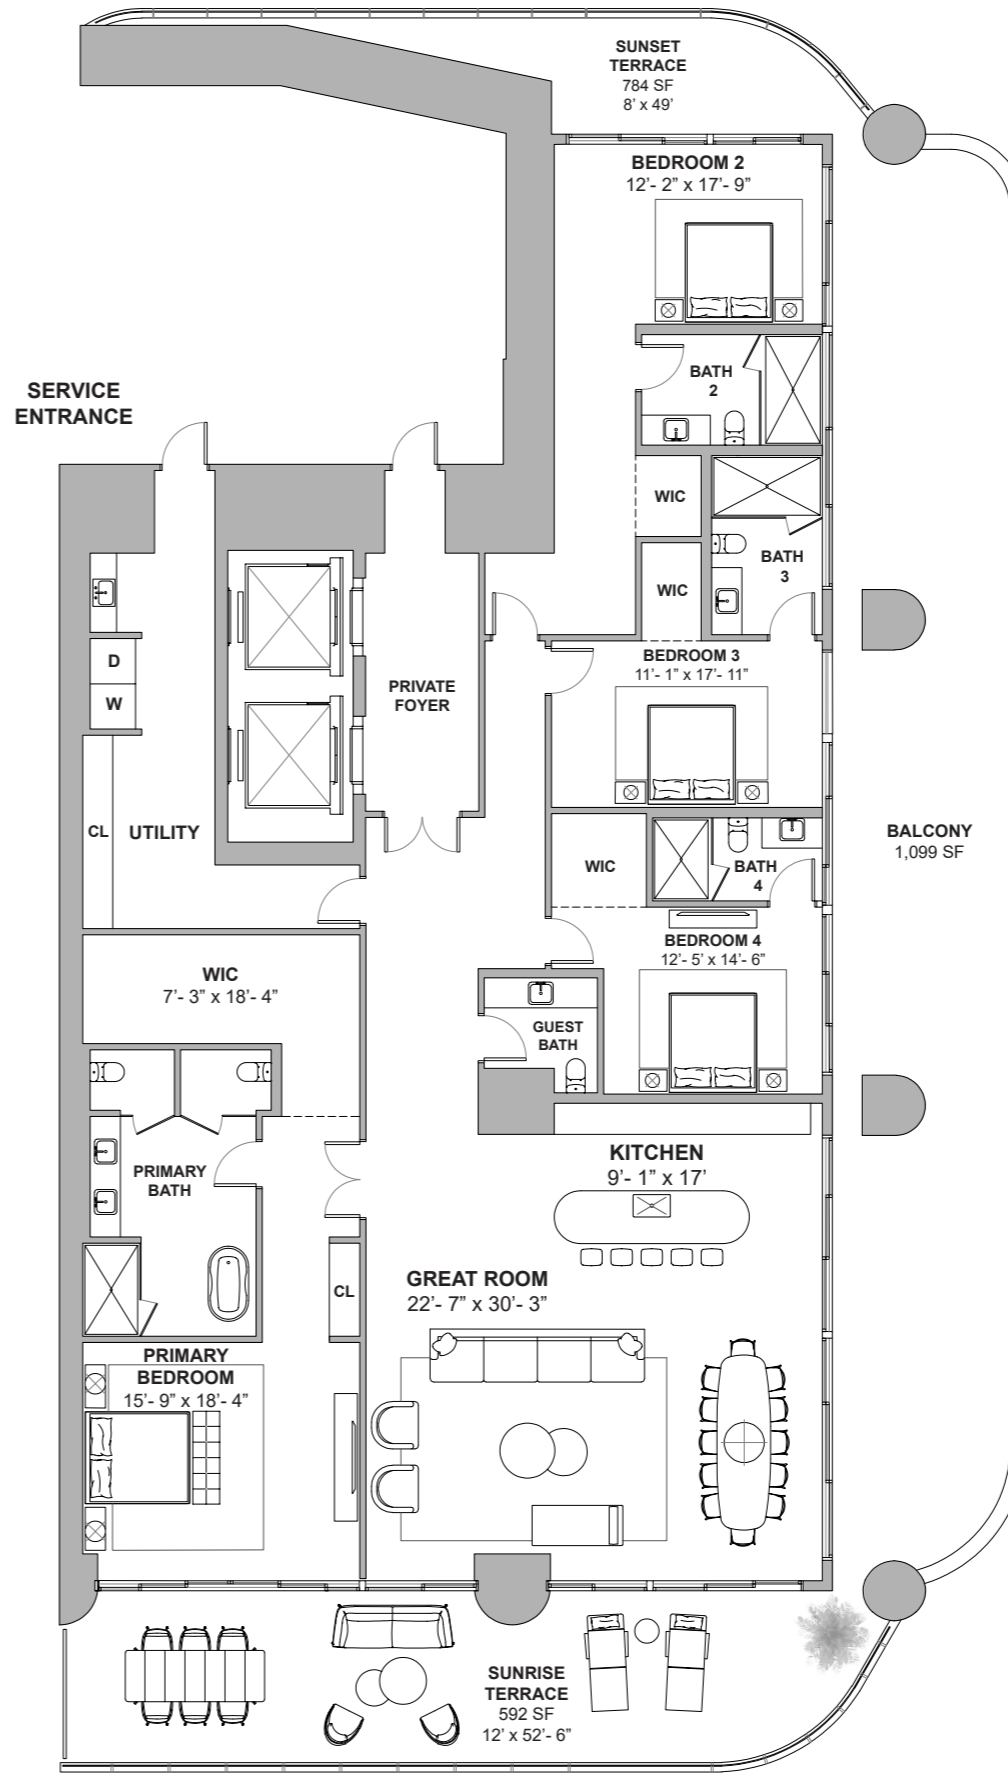 SUNSET
TERRACE
784 SF
8' x 49'
BEDROOM 2
12'- 2" x 17'- 9"
BATH
2
SERVICE
ENTRANCE
WIC
BATH
3
WIC
D
W
BEDROOM 3
11'- 1" x 17'- 11"
PRIVATE
FOYER
CL
UTILITY
BALCONY
1,099 SF
WIC
BATH
4
BEDROOM 4
12'- 5' x 14'- 6"
WIC
7'- 3" x 18'- 4"
GUEST
BATH
KITCHEN
9'- 1" x 17'
PRIMARY
BATH
GREAT ROOM
22'- 7" x 30'- 3"
CL
PRIMARY
BEDROOM
15'- 9" x 18'- 4"
SUNRISE
TERRACE
592 SF
12' x 52'- 6"